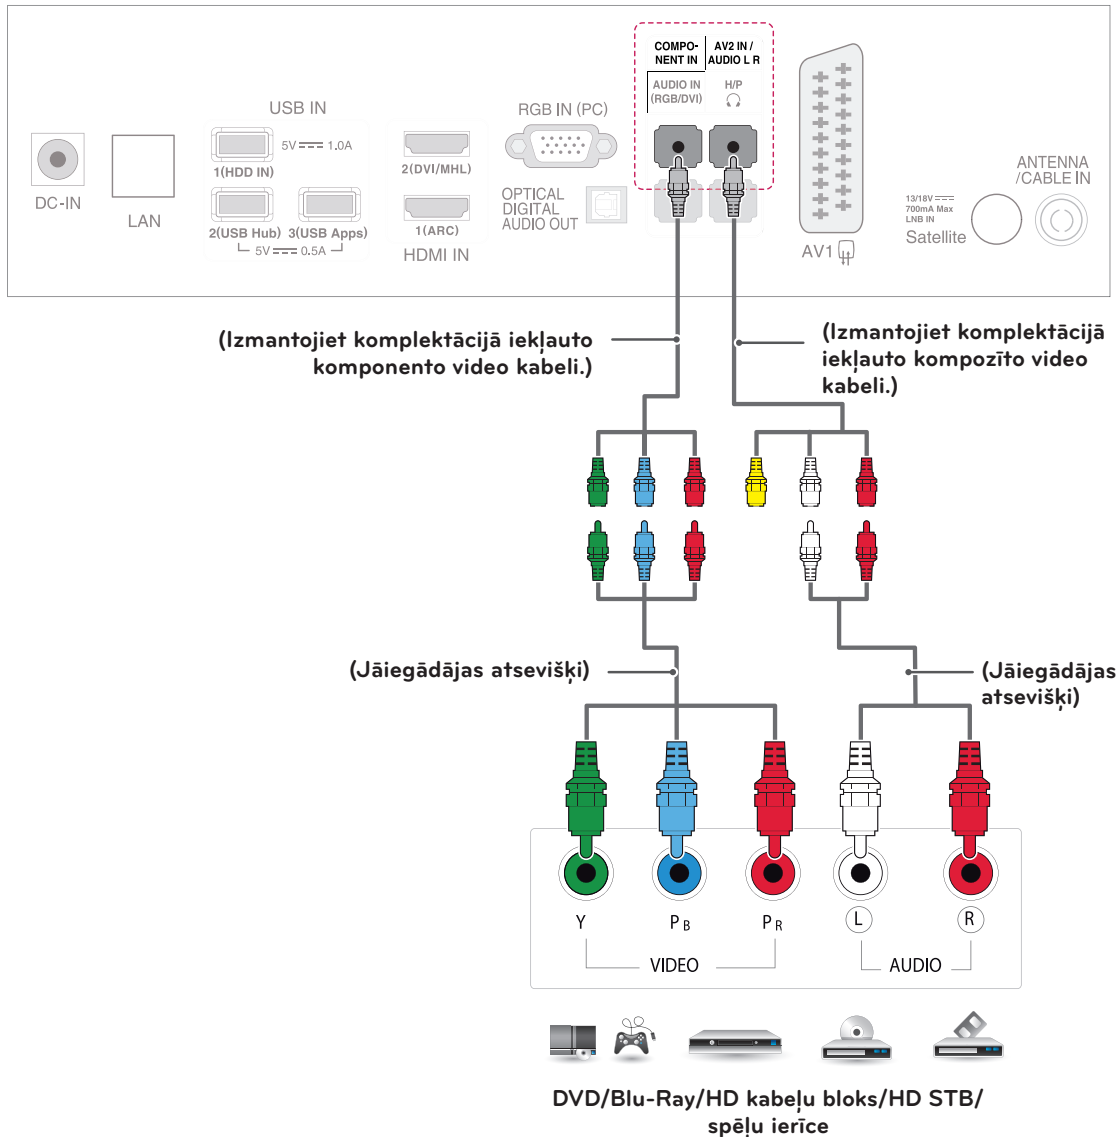 COMPO-
NENT IN
AV2 IN /
AUDIO L R
AUDIO IN
(RGB/DVI)
H/P
USB IN
RGB IN (PC)
5V 1.0A
1(HDD IN)
2(DVI/MHL)
ANTENNA
/CABLE IN
DC-IN
LAN
OPTICAL
DIGITAL
AUDIO OUT
13/18V
700mA Max
LNB IN
Satellite
2(USB Hub)
3(USB Apps)
1(ARC)
5V 0.5A
HDMI IN
AV1
(Izmantojiet komplektācijā iekļauto
komponento video kabeli.)
(Izmantojiet komplektācijā
iekļauto kompozīto video
kabeli.)
(Jāiegādājas atsevišķi)
(Jāiegādājas
atsevišķi)
Y
PB
PR
L
R
VIDEO
AUDIO
DVD/Blu-Ray/HD kabeļu bloks/HD STB/
spēļu ierīce